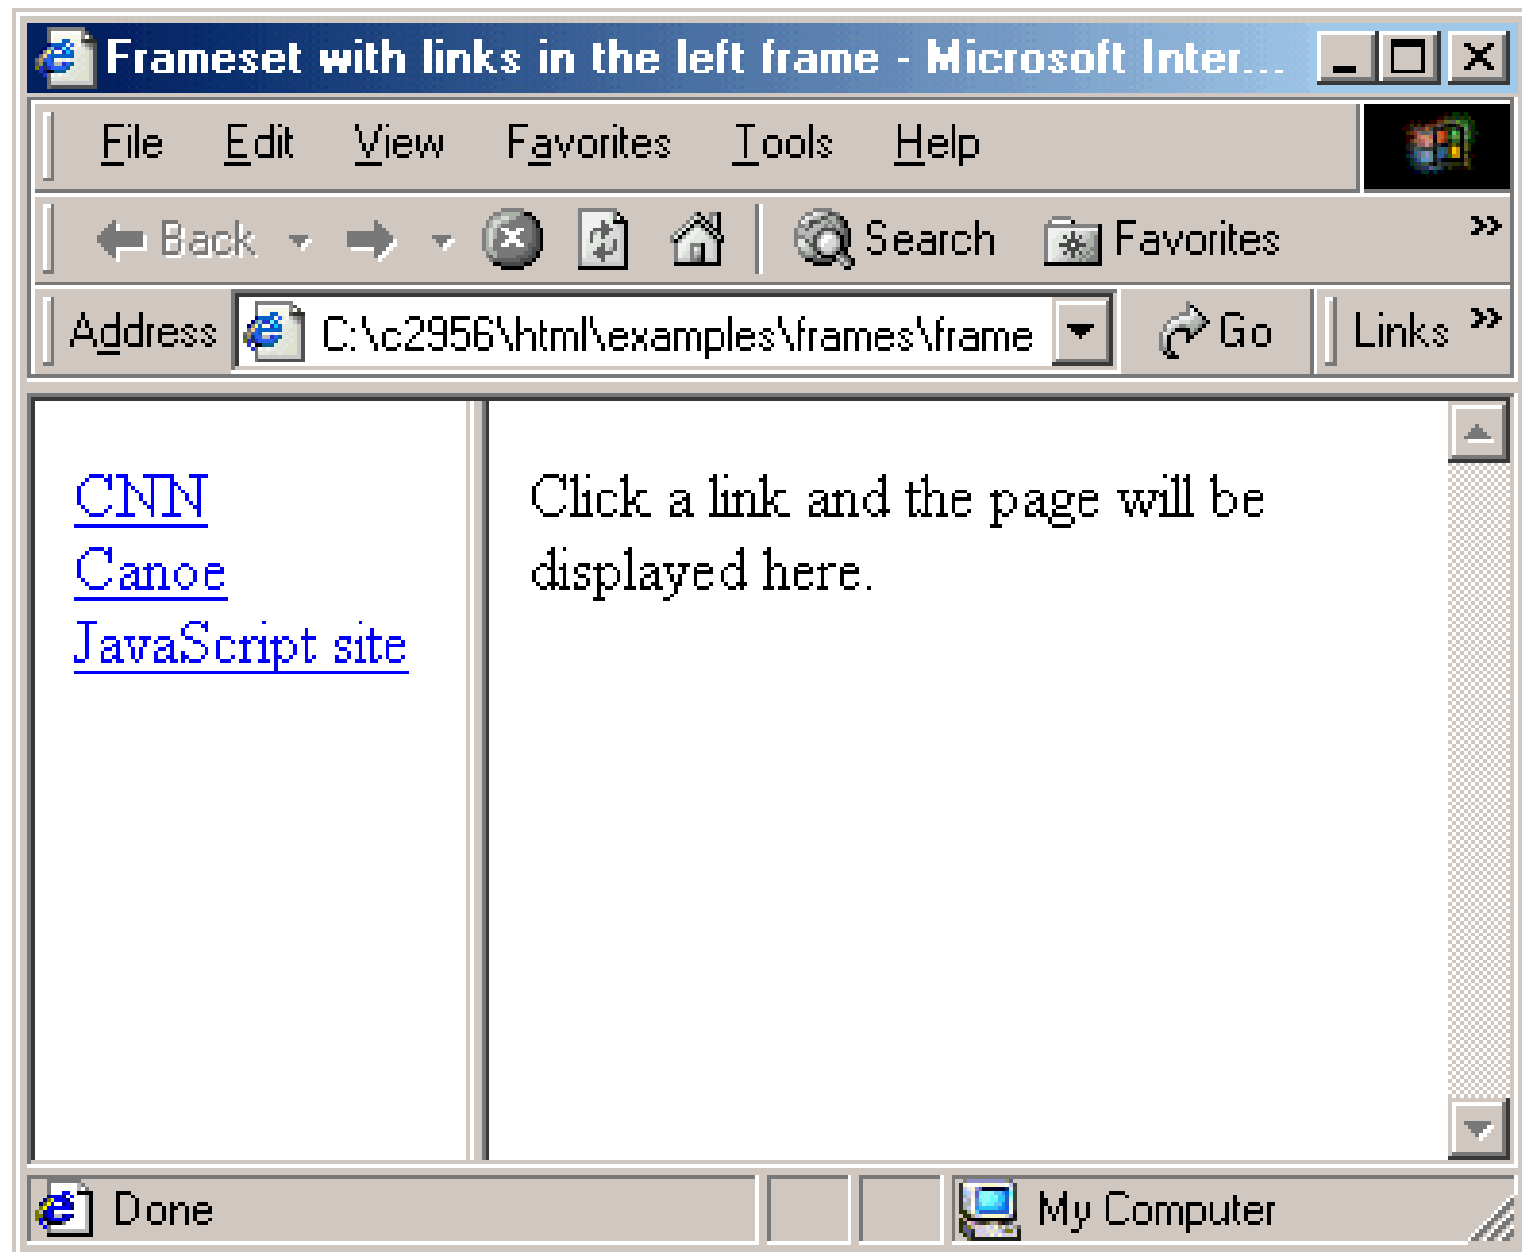 Frameset with links in the left frame - Microsoft Inter...
File Edit View Favorites Tools Help
Back Search Favorites »
Address C:\c2956\html\examples\frames\frame Go Links »
CNN
Canoe
JavaScript site
Click a link and the page will be
displayed here.
Done My Computer